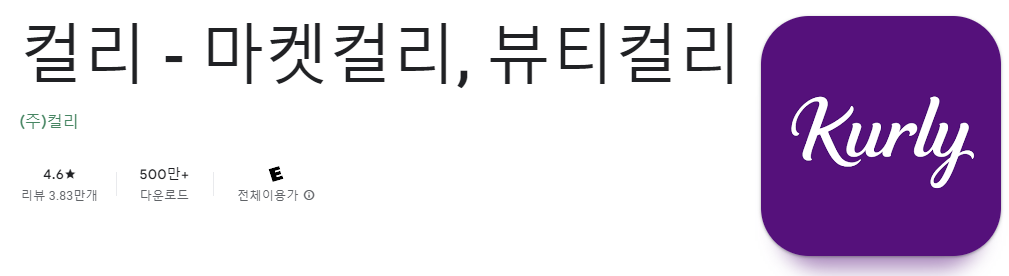 컬리 - 마켓컬리, 뷰티컬리
Kurly
(주)컬리
4.6★ 500만+ E
리뷰 3.83만개 다운로드 전체이용가 ⓘ